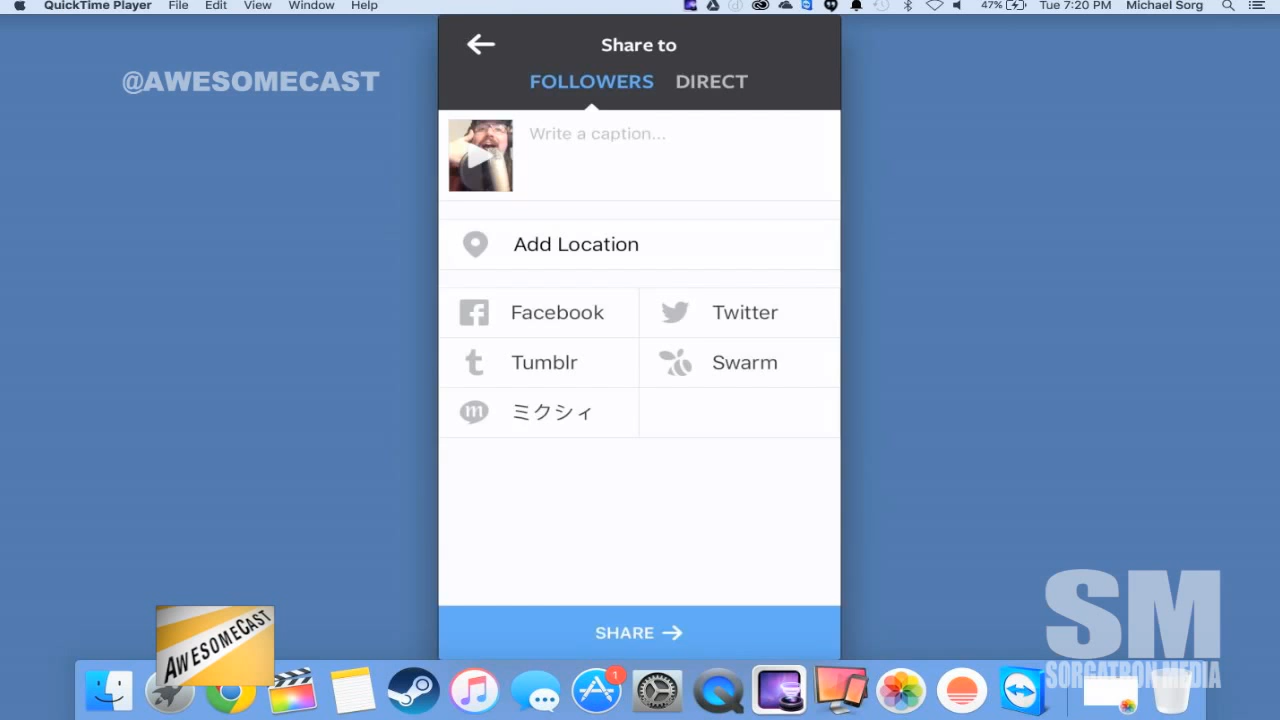 QuickTime Player File Edit View Window Help 47% Tue 7:20 PM Michael Sorg
@AWESOMECAST
Share to
FOLLOWERS DIRECT
Write a caption...
Add Location
Facebook Twitter
Tumblr Swarm
ミクシィ
SHARE
AWESOMECAST
1
SM
SORGATRON MEDIA